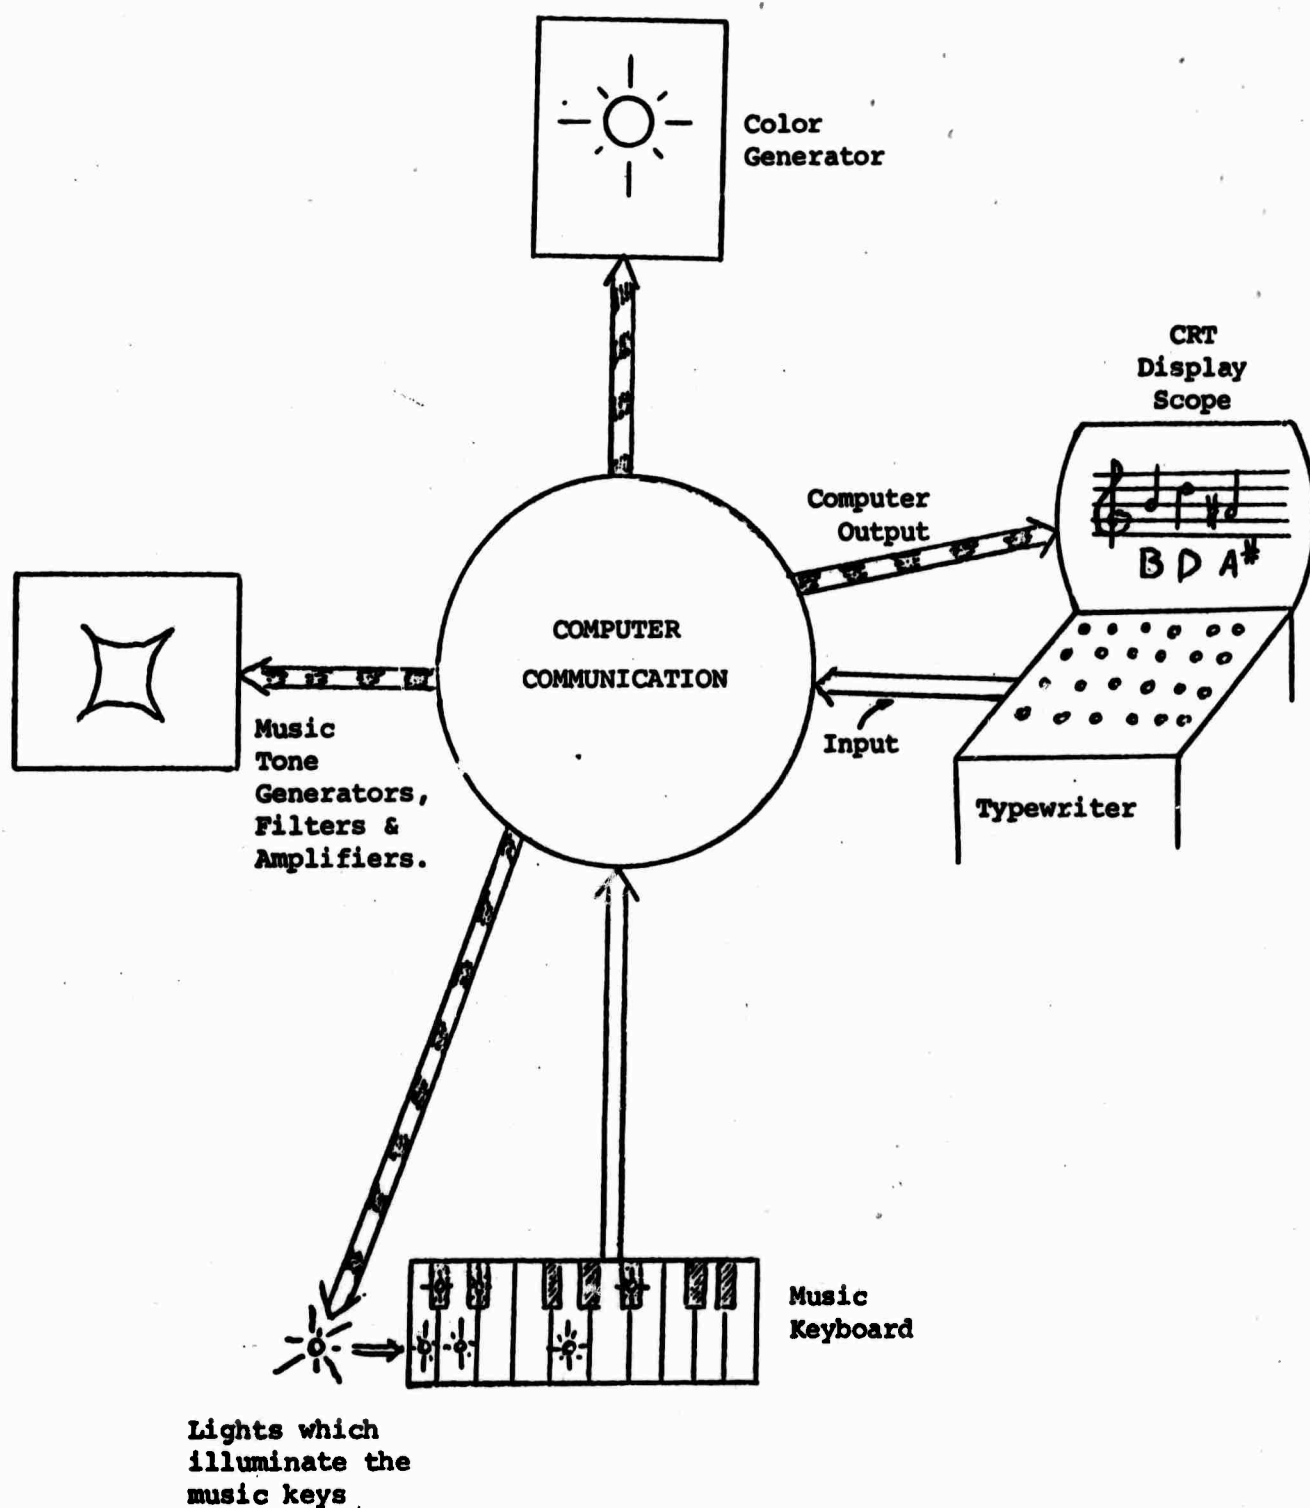 Color
Generator
CRT
Display
Scope
Computer
Output
B D A#
COMPUTER
COMMUNICATION
Input
Typewriter
Music
Tone
Generators,
Filters &
Amplifiers.
Music
Keyboard
Lights which
illuminate the
music keys